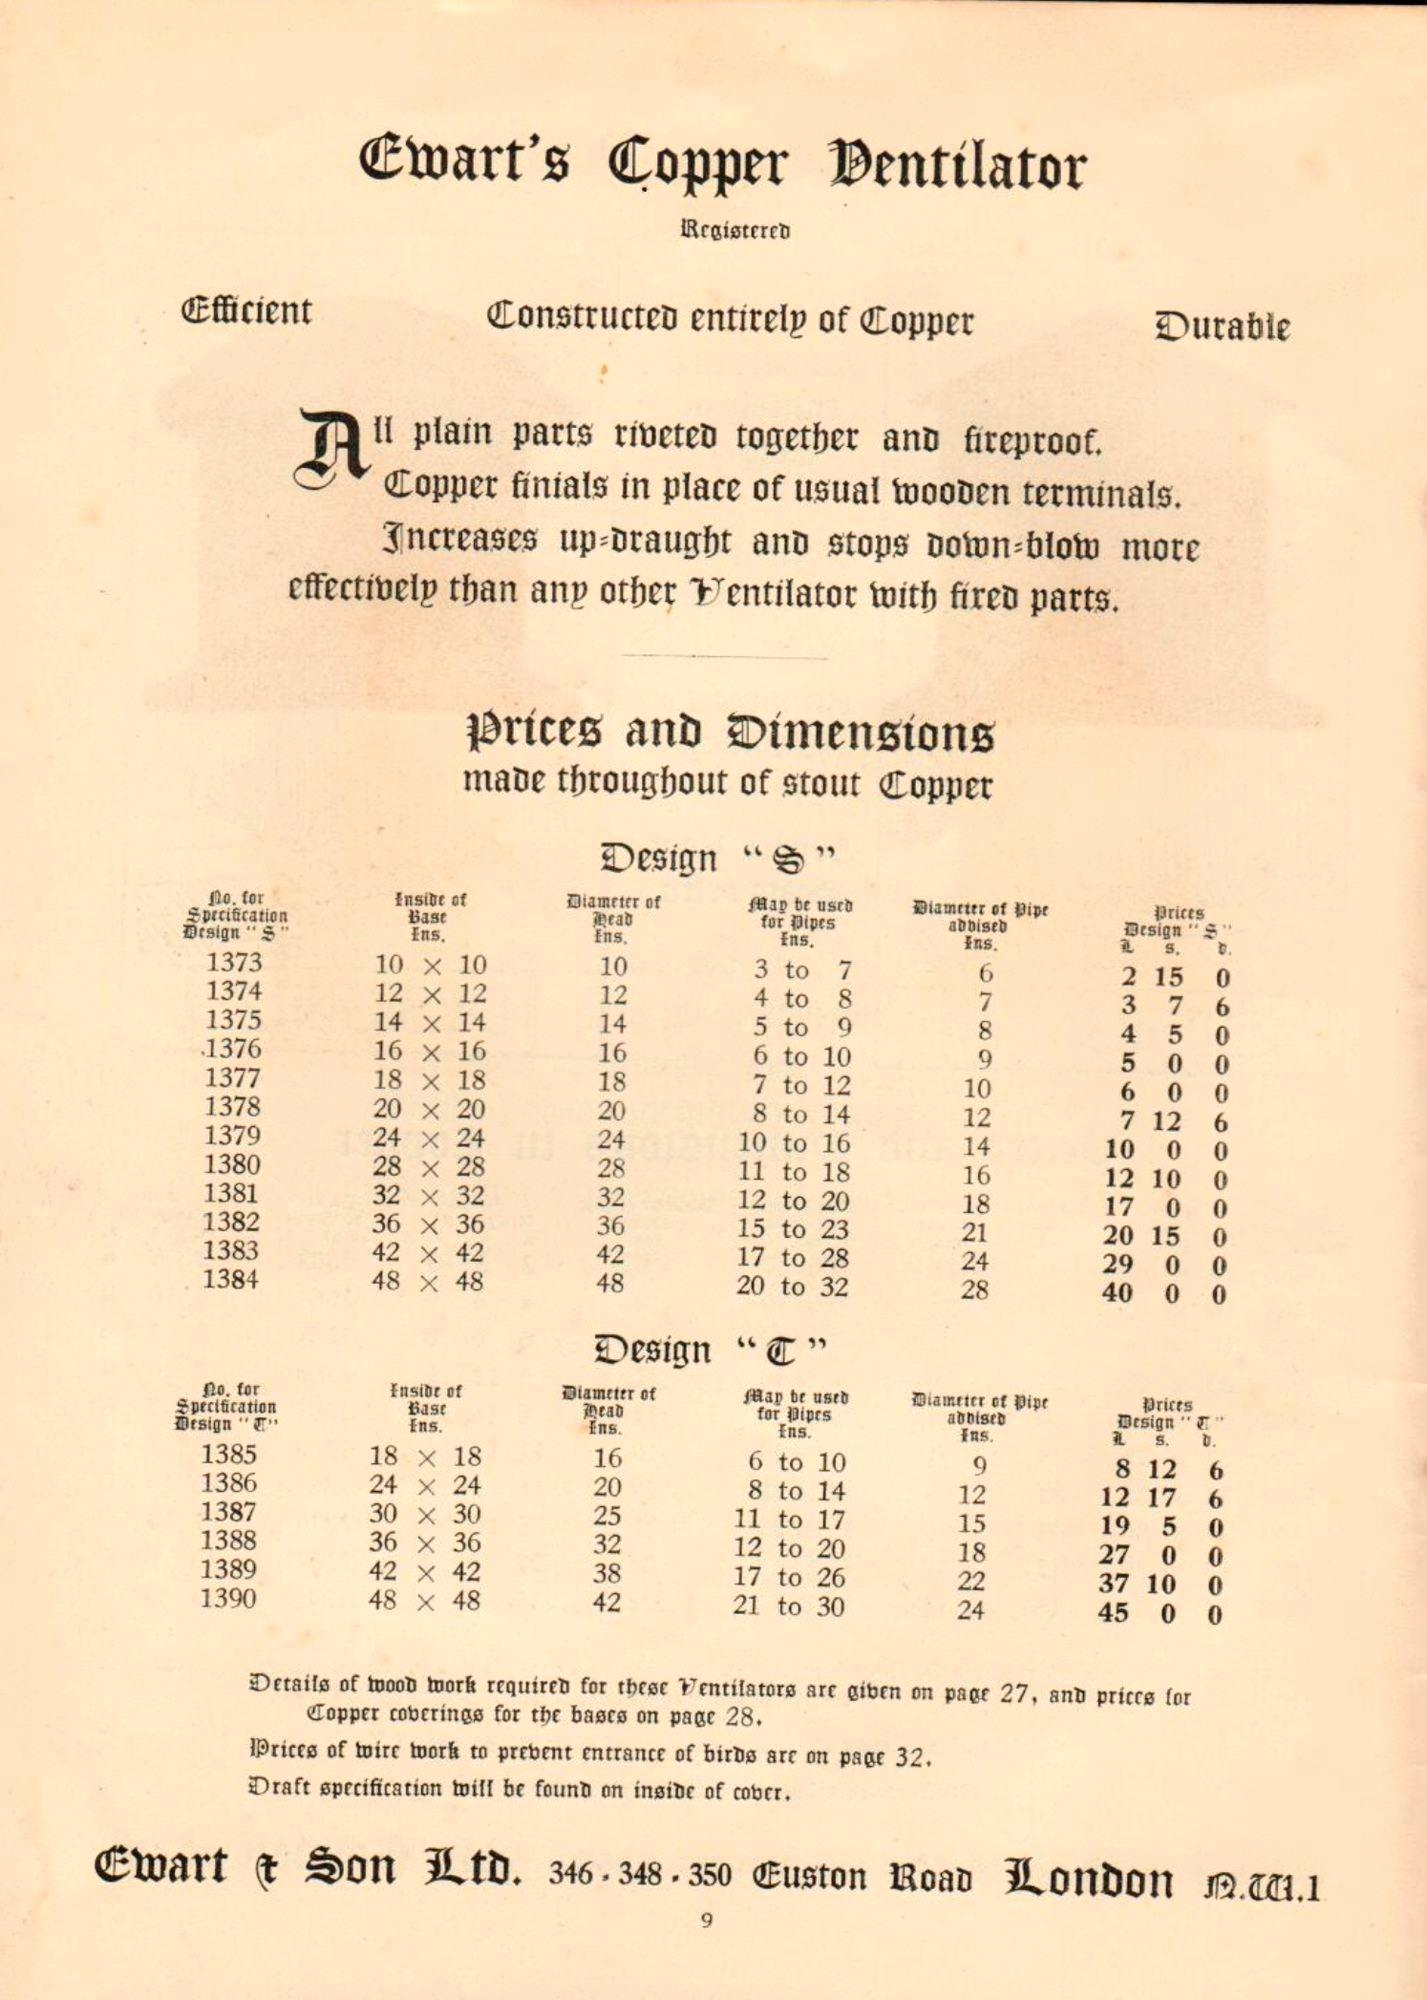 Ewart's Copper Ventilator
Registered
Efficient Constructed entirely of Copper Durable
All plain parts riveted together and fireproof.
Copper finials in place of usual wooden terminals.
Increases up-draught and stops down-blow more
effectively than any other Ventilator with fixed parts.
Prices and Dimensions
made throughout of stout Copper
Design "S"
No. for Specification Design "S" Inside of Base Ins. Diameter of Head Ins. May be used for Pipes Ins. Diameter of Pipe advised Ins. Prices Design "S" £ s. d.
1373 10 × 10 10 3 to 7 6 2 15 0
1374 12 × 12 12 4 to 8 7 3 7 6
1375 14 × 14 14 5 to 9 8 4 5 0
1376 16 × 16 16 6 to 10 9 5 0 0
1377 18 × 18 18 7 to 12 10 6 0 0
1378 20 × 20 20 8 to 14 12 7 12 6
1379 24 × 24 24 10 to 16 14 10 0 0
1380 28 × 28 28 11 to 18 16 12 10 0
1381 32 × 32 32 12 to 20 18 17 0 0
1382 36 × 36 36 15 to 23 21 20 15 0
1383 42 × 42 42 17 to 28 24 29 0 0
1384 48 × 48 48 20 to 32 28 40 0 0
Design "T"
No. for Specification Design "T" Inside of Base Ins. Diameter of Head Ins. May be used for Pipes Ins. Diameter of Pipe advised Ins. Prices Design "T" £ s. d.
1385 18 × 18 16 6 to 10 9 8 12 6
1386 24 × 24 20 8 to 14 12 12 17 6
1387 30 × 30 25 11 to 17 15 19 5 0
1388 36 × 36 32 12 to 20 18 27 0 0
1389 42 × 42 38 17 to 26 22 37 10 0
1390 48 × 48 42 21 to 30 24 45 0 0
Details of wood work required for these Ventilators are given on page 27, and prices for
Copper coverings for the bases on page 28.
Prices of wire work to prevent entrance of birds are on page 32.
Draft specification will be found on inside of cover.
Ewart & Son Ltd. 346 . 348 . 350 Euston Road London N.W.1
9